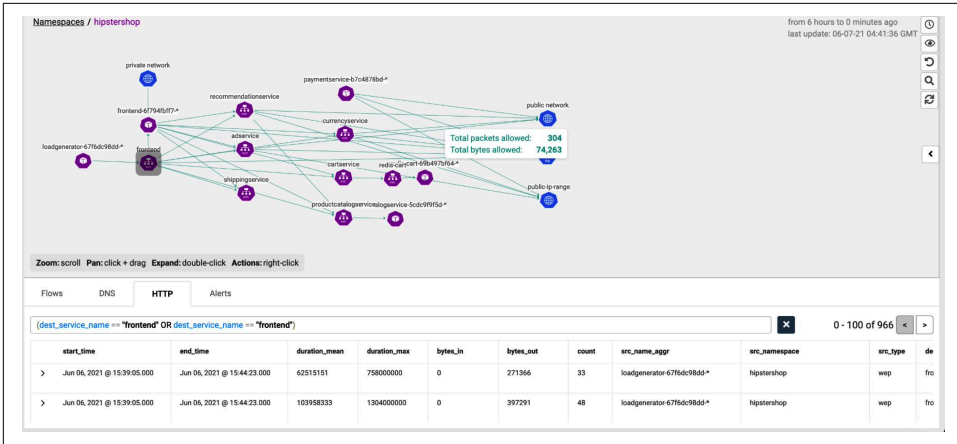 Namespaces / hipstershop
from 6 hours to 0 minutes ago
last update: 06-07-21 04:41:36 GMT
private network
paymentservice-b7c4878bd-*
recommendationservice
public network
frontend-6f794fbff7-*
currencyservice
adservice
Total packets allowed: 304
Total bytes allowed: 74,263
loadgenerator-67f6dc98dd-*
frontend
cartservice
redis-cart
cart-69b497bf64-*
shippingservice
public-ip-range
productcatalogservice
alogservice-5cdc9f9f5d-*
Zoom: scroll Pan: click + drag Expand: double-click Actions: right-click
Flows DNS HTTP Alerts
(dest_service_name == "frontend" OR dest_service_name == "frontend")
0 - 100 of 966 < >
start_time end_time duration_mean duration_max bytes_in bytes_out count src_name_aggr src_namespace src_type de
> Jun 06, 2021 @ 15:39:05.000 Jun 06, 2021 @ 15:44:23.000 62515151 758000000 0 271366 33 loadgenerator-67f6dc98dd-* hipstershop wep fro
> Jun 06, 2021 @ 15:39:05.000 Jun 06, 2021 @ 15:44:23.000 103958333 1304000000 0 397291 48 loadgenerator-67f6dc98dd-* hipstershop wep fro